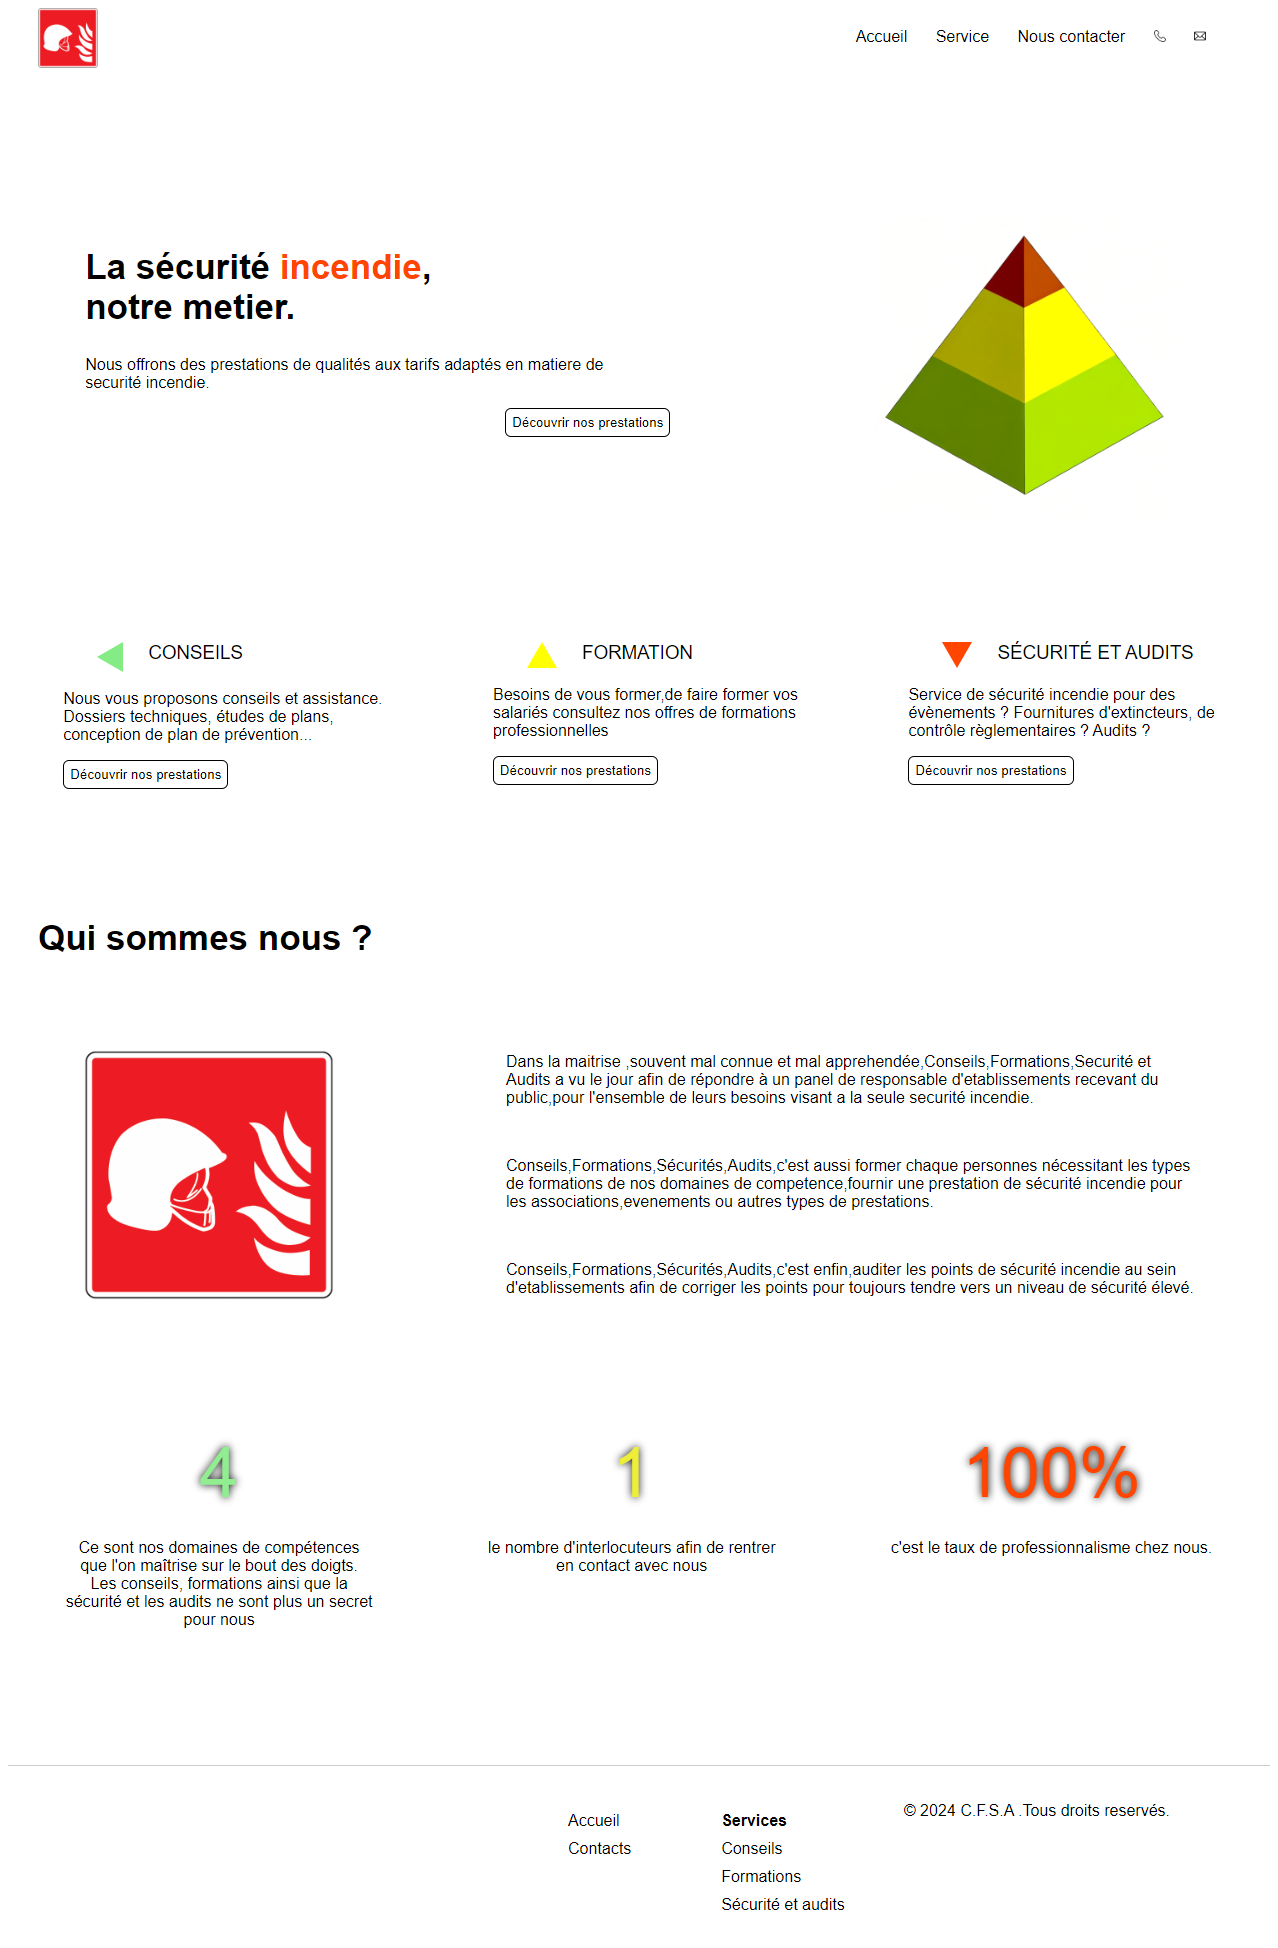 Accueil Service Nous contacter
La sécurité incendie,
notre metier.
Nous offrons des prestations de qualités aux tarifs adaptés en matiere de
securité incendie.
Découvrir nos prestations
CONSEILS
Nous vous proposons conseils et assistance.
Dossiers techniques, études de plans,
conception de plan de prévention...
Découvrir nos prestations
FORMATION
Besoins de vous former,de faire former vos
salariés consultez nos offres de formations
professionnelles
Découvrir nos prestations
SÉCURITÉ ET AUDITS
Service de sécurité incendie pour des
évènements ? Fournitures d'extincteurs, de
contrôle règlementaires ? Audits ?
Découvrir nos prestations
Qui sommes nous ?
Dans la maitrise ,souvent mal connue et mal apprehendée,Conseils,Formations,Securité et
Audits a vu le jour afin de répondre à un panel de responsable d'etablissements recevant du
public,pour l'ensemble de leurs besoins visant a la seule securité incendie.
Conseils,Formations,Sécurités,Audits,c'est aussi former chaque personnes nécessitant les types
de formations de nos domaines de competence,fournir une prestation de sécurité incendie pour
les associations,evenements ou autres types de prestations.
Conseils,Formations,Sécurités,Audits,c'est enfin,auditer les points de sécurité incendie au sein
d'etablissements afin de corriger les points pour toujours tendre vers un niveau de sécurité élevé.
4
Ce sont nos domaines de compétences
que l'on maîtrise sur le bout des doigts.
Les conseils, formations ainsi que la
sécurité et les audits ne sont plus un secret
pour nous
1
le nombre d'interlocuteurs afin de rentrer
en contact avec nous
100%
c'est le taux de professionnalisme chez nous.
Accueil
Contacts
Services
Conseils
Formations
Sécurité et audits
© 2024 C.F.S.A .Tous droits reservés.